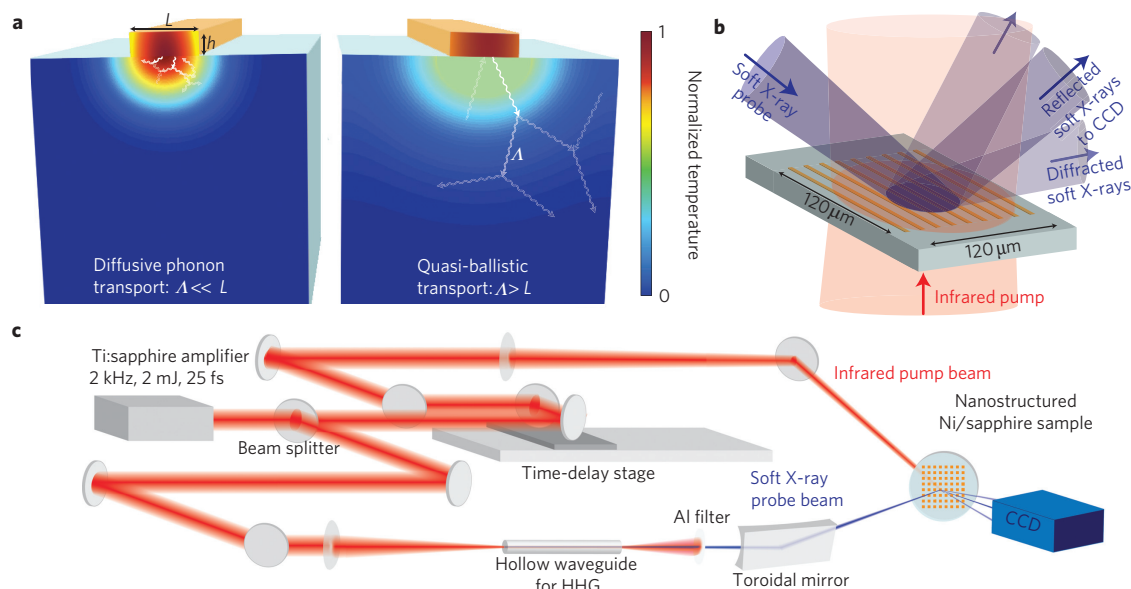 a
L
h
Λ
Diffusive phonon
transport: Λ << L
Quasi-ballistic
transport: Λ > L
1
0
Normalized temperature
b
Soft X-ray
probe
Reflected
soft X-rays
to CCD
Diffracted
soft X-rays
120 μm
120 μm
Infrared pump
c
Ti:sapphire amplifier
2 kHz, 2 mJ, 25 fs
Beam splitter
Time-delay stage
Infrared pump beam
Nanostructured
Ni/sapphire sample
Soft X-ray
probe beam
Al filter
CCD
Hollow waveguide
for HHG
Toroidal mirror